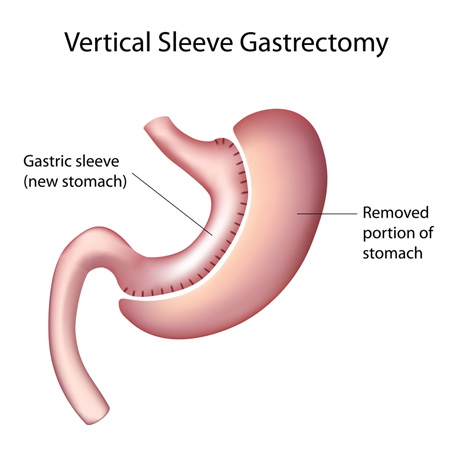 Vertical Sleeve Gastrectomy
Gastric sleeve
(new stomach)
Removed
portion of
stomach